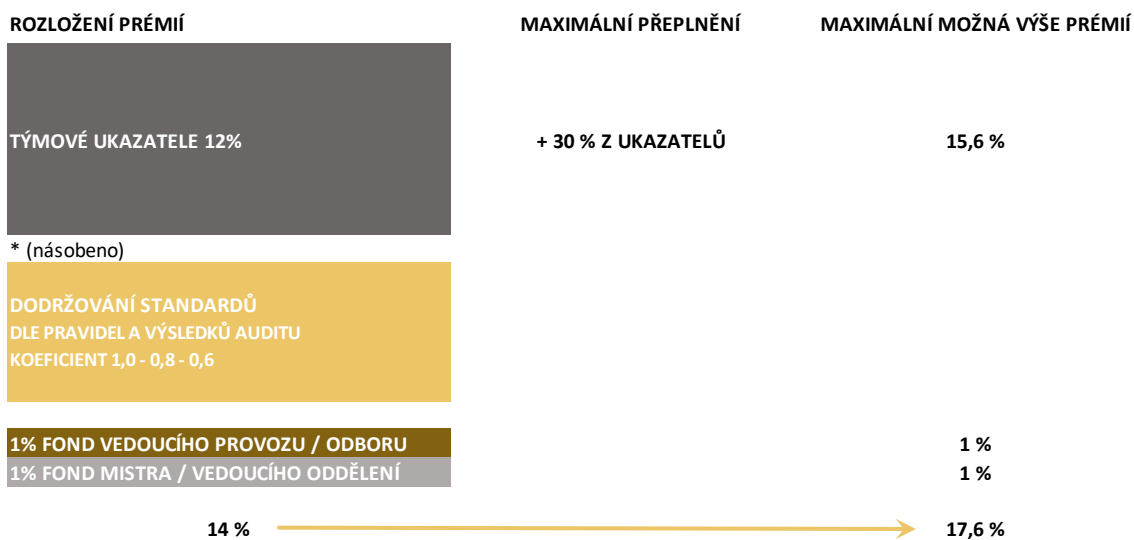 ROZLOŽENÍ PRÉMIÍ MAXIMÁLNÍ PŘEPLNĚNÍ MAXIMÁLNÍ MOŽNÁ VÝŠE PRÉMIÍ
TÝMOVÉ UKAZATELE 12% + 30 % Z UKAZATELŮ 15,6 %
* (násobeno)
DODRŽOVÁNÍ STANDARDŮ
DLE PRAVIDEL A VÝSLEDKŮ AUDITU
KOEFICIENT 1,0 - 0,8 - 0,6
1% FOND VEDOUCÍHO PROVOZU / ODBORU 1 %
1% FOND MISTRA / VEDOUCÍHO ODDĚLENÍ 1 %
14 % 17,6 %